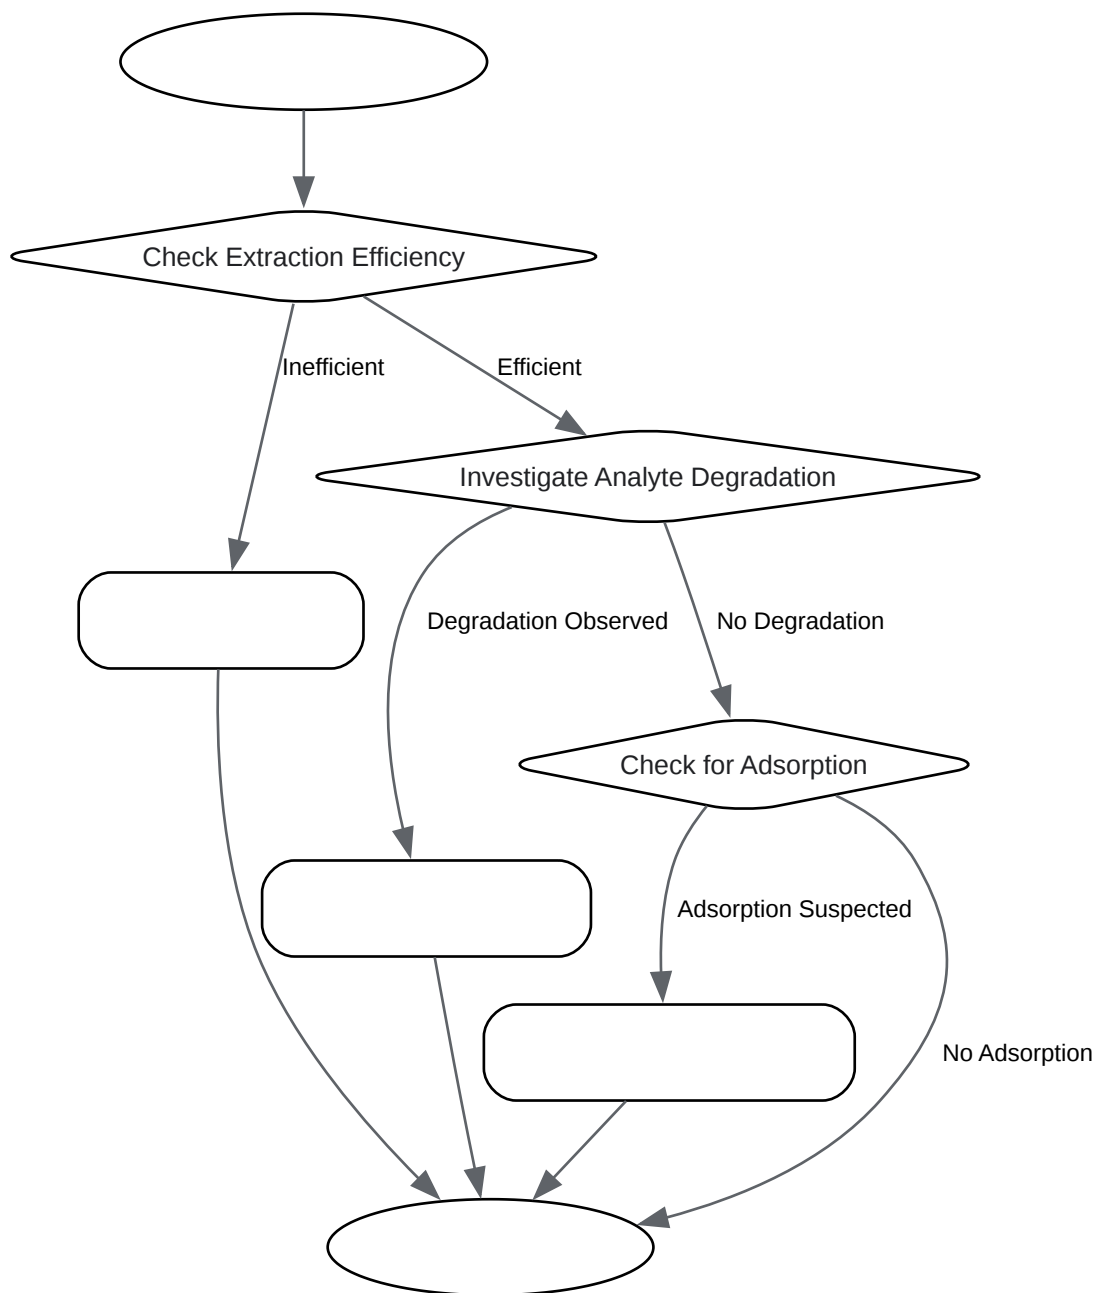 Check Extraction Efficiency
Inefficient
Efficient
Investigate Analyte Degradation
Degradation Observed
No Degradation
Check for Adsorption
Adsorption Suspected
No Adsorption